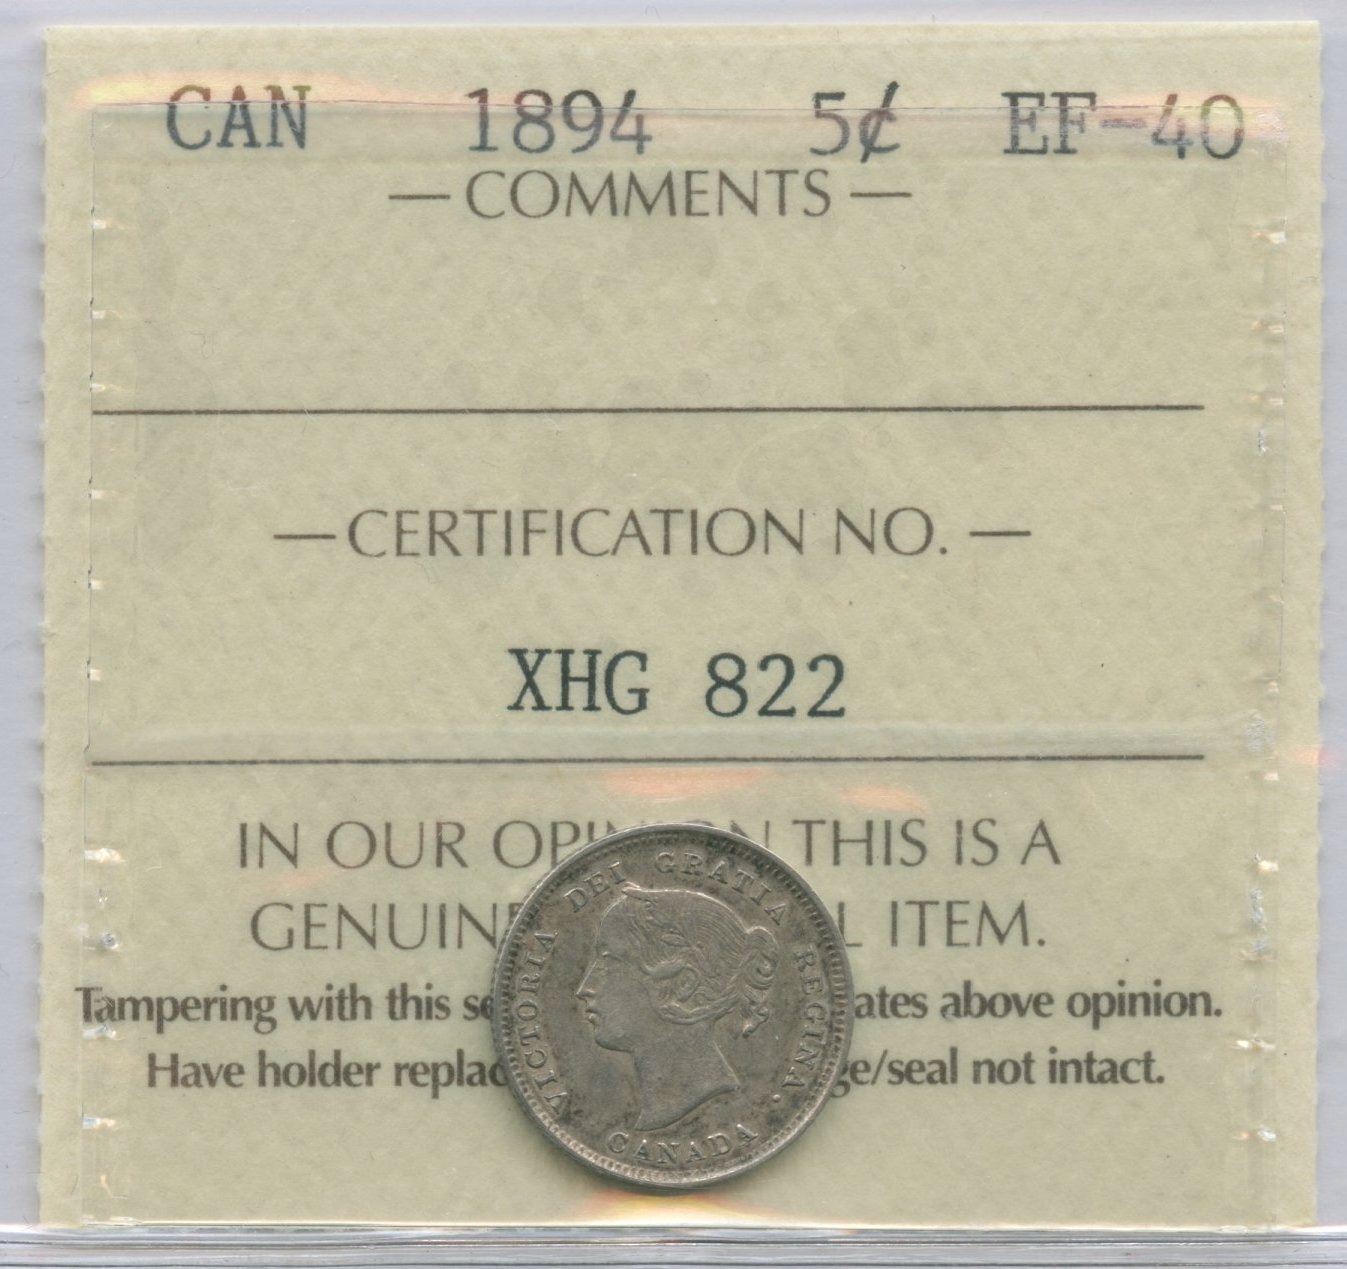 CAN 1894 5¢ EF-40
— COMMENTS —
— CERTIFICATION NO. —
XHG 822
IN OUR OPINION THIS IS A
GENUINE L ITEM.
Tampering with this se ates above opinion.
Have holder replac ge/seal not intact.
VICTORIA DEI GRATIA REGINA.
CANADA